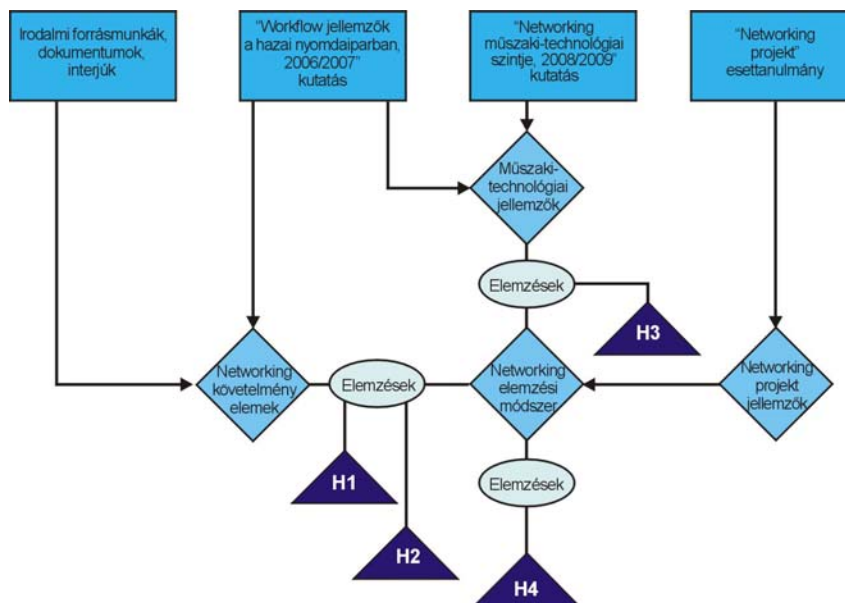 Irodalmi forrásmunkák,
dokumentumok,
interjúk
"Workflow jellemzők
a hazai nyomdaiparban,
2006/2007"
kutatás
"Networking
műszaki-technológiai
szintje, 2008/2009"
kutatás
"Networking
projekt"
esettanulmány
Műszaki-
technológiai
jellemzők
Elemzések
H3
Networking
követelmény
elemek
Elemzések
Networking
elemzési
módszer
Networking
projekt
jellemzők
H1
Elemzések
H2
H4